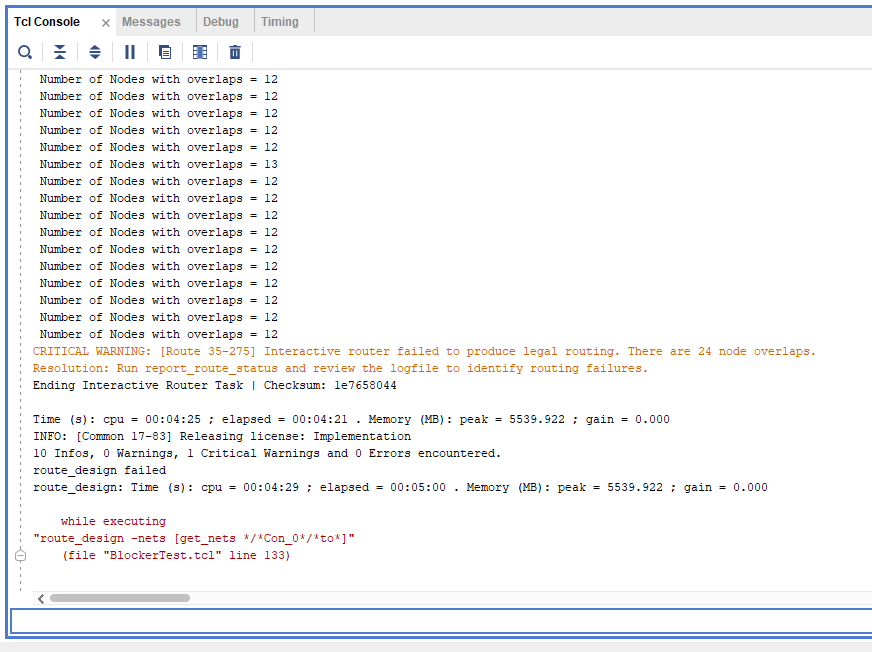 Tcl Console × Messages Debug Timing
Number of Nodes with overlaps = 12
Number of Nodes with overlaps = 12
Number of Nodes with overlaps = 12
Number of Nodes with overlaps = 12
Number of Nodes with overlaps = 12
Number of Nodes with overlaps = 13
Number of Nodes with overlaps = 12
Number of Nodes with overlaps = 12
Number of Nodes with overlaps = 12
Number of Nodes with overlaps = 12
Number of Nodes with overlaps = 12
Number of Nodes with overlaps = 12
Number of Nodes with overlaps = 12
Number of Nodes with overlaps = 12
Number of Nodes with overlaps = 12
Number of Nodes with overlaps = 12
CRITICAL WARNING: [Route 35-275] Interactive router failed to produce legal routing. There are 24 node overlaps.
Resolution: Run report_route_status and review the logfile to identify routing failures.
Ending Interactive Router Task | Checksum: 1e7658044
Time (s): cpu = 00:04:25 ; elapsed = 00:04:21 . Memory (MB): peak = 5539.922 ; gain = 0.000
INFO: [Common 17-83] Releasing license: Implementation
10 Infos, 0 Warnings, 1 Critical Warnings and 0 Errors encountered.
route_design failed
route_design: Time (s): cpu = 00:04:29 ; elapsed = 00:05:00 . Memory (MB): peak = 5539.922 ; gain = 0.000
while executing
"route_design -nets [get_nets */*Con_0*/*to*]"
(file "BlockerTest.tcl" line 133)